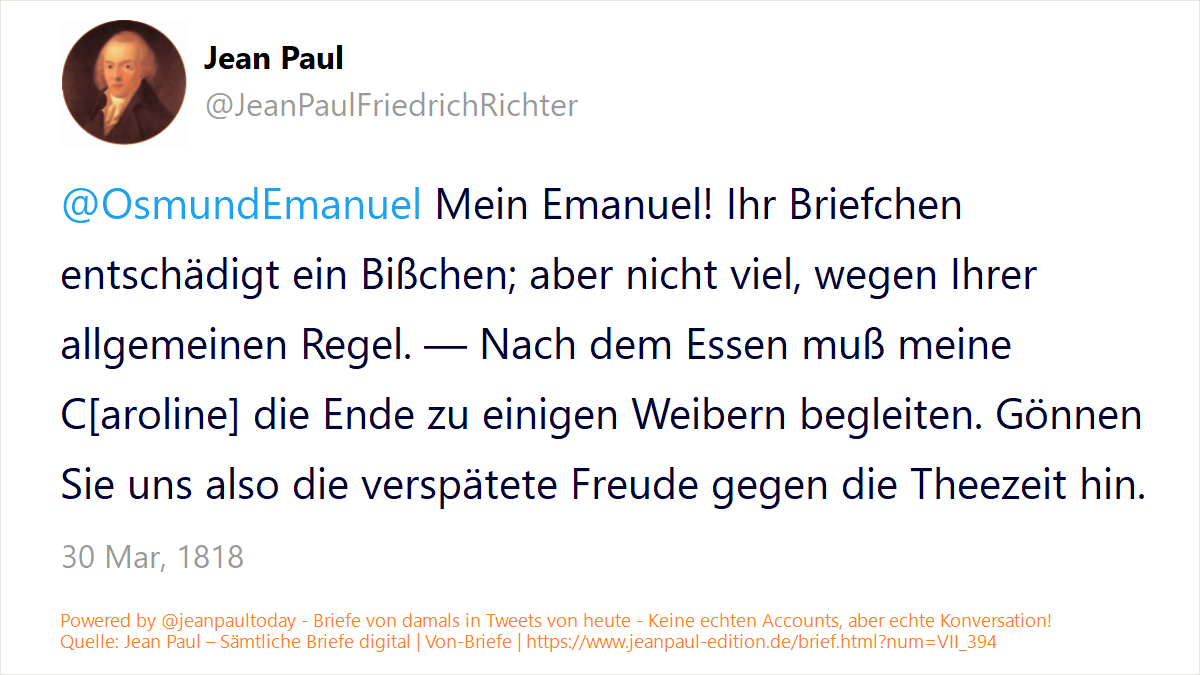 Jean Paul
@JeanPaulFriedrichRichter
@OsmundEmanuel Mein Emanuel! Ihr Briefchen
entschädigt ein Bißchen; aber nicht viel, wegen Ihrer
allgemeinen Regel. — Nach dem Essen muß meine
C[aroline] die Ende zu einigen Weibern begleiten. Gönnen
Sie uns also die verspätete Freude gegen die Theezeit hin.
30 Mar, 1818
Powered by @jeanpaultoday - Briefe von damals in Tweets von heute - Keine echten Accounts, aber echte Konversation!
Quelle: Jean Paul – Sämtliche Briefe digital | Von-Briefe | https://www.jeanpaul-edition.de/brief.html?num=VII_394